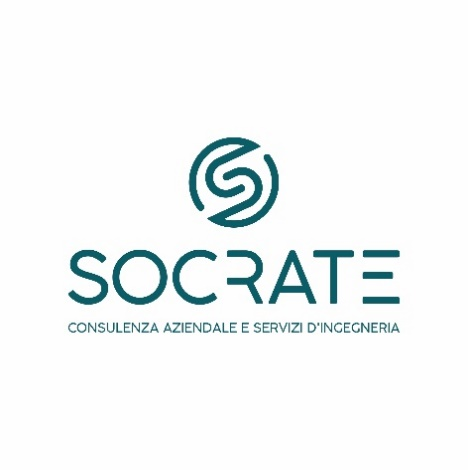 SOCRATE
CONSULENZA AZIENDALE E SERVIZI D'INGEGNERIA